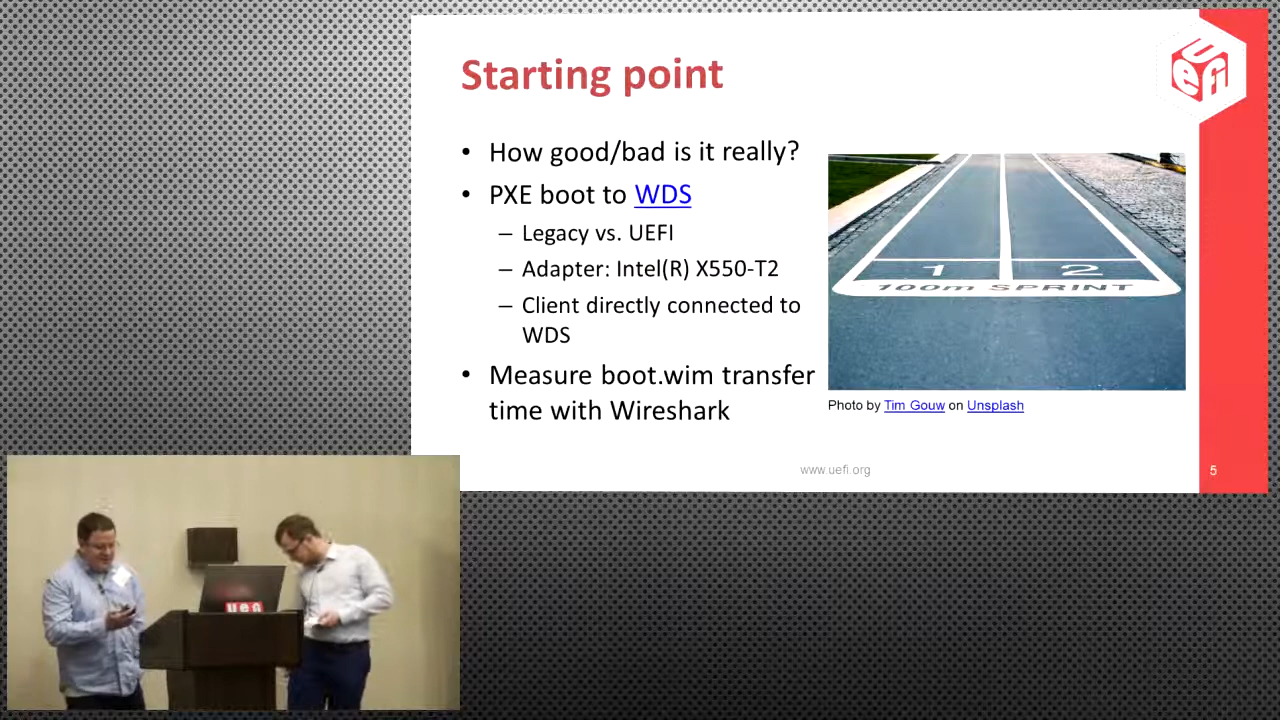 Starting point
UEFI
• How good/bad is it really?
• PXE boot to WDS
– Legacy vs. UEFI
– Adapter: Intel(R) X550-T2
– Client directly connected to
WDS
• Measure boot.wim transfer
time with Wireshark
1 2
100m SPRINT
Photo by Tim Gouw on Unsplash
www.uefi.org
5
uefi